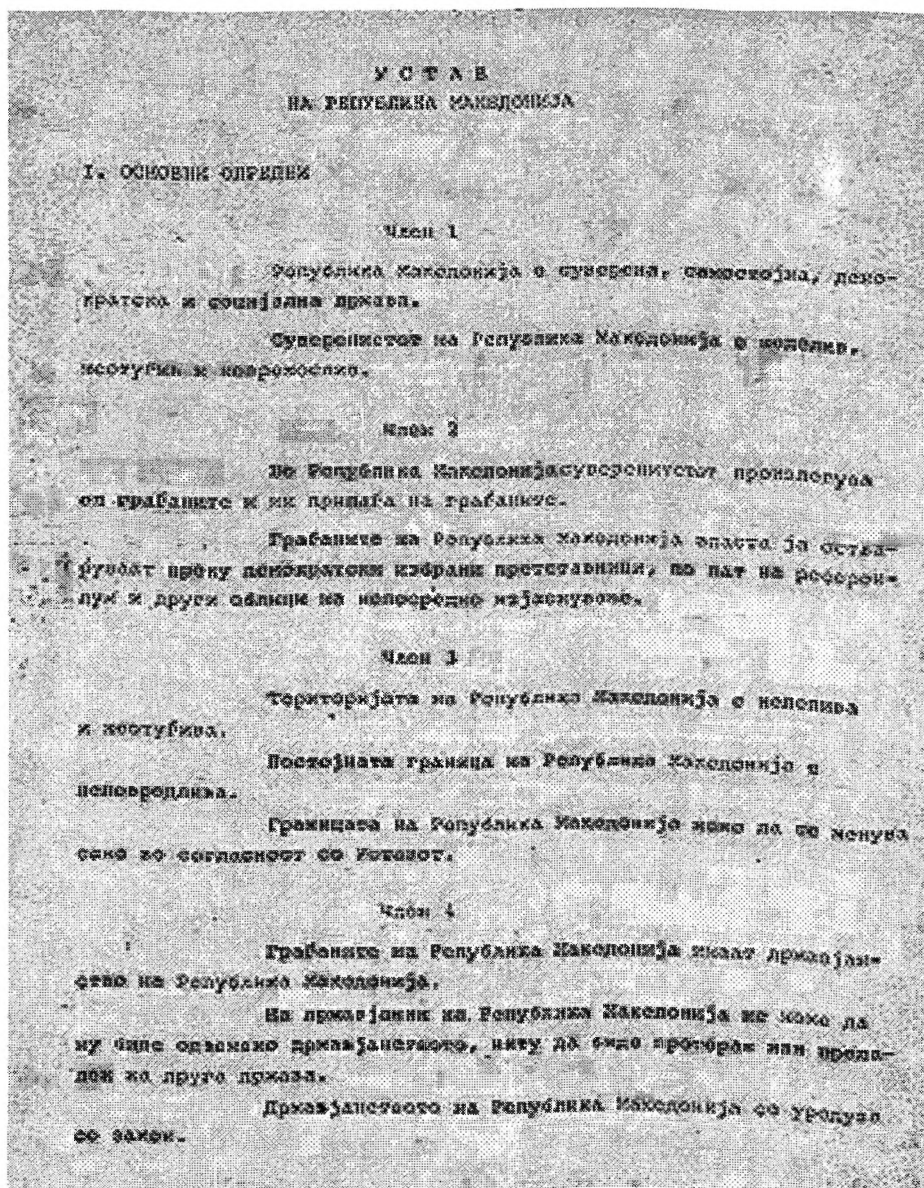 У С Т А В
НА РЕПУБЛИКА МАКЕДОНИЈА
I. ОСНОВНИ ОДРЕДБИ
Член 1
Република Македонија е суверена, самостојна, демо-
кратска и социјална држава.
Суверенистот на Република Македонија е неделив,
неотуѓив и непренослив.
Член 2
Во Република Македонијасуверенитетот произлегува
од граѓаните и им припаѓа на граѓаните.
Граѓаните на Република Македонија власта ја оства-
руваат преку демократски избрани претставници, по пат на референ-
дум и други облици на непосредно изјаснување.
Член 3
Територијата на Република Македонија е неделива
и неотуѓива.
Постојната граница на Република Македонија е
неповредлива.
Границата на Република Македонија може да се менува
само во согласност со Уставот.
Член 4
Граѓаните на Република Македонија имаат државјан-
ство на Република Македонија.
На државјанин на Република Македонија не може да
му биде одземено државјанството, ниту да биде протеран или преда-
ден на друга држава.
Државјанството на Република Македонија се уредува
со закон.